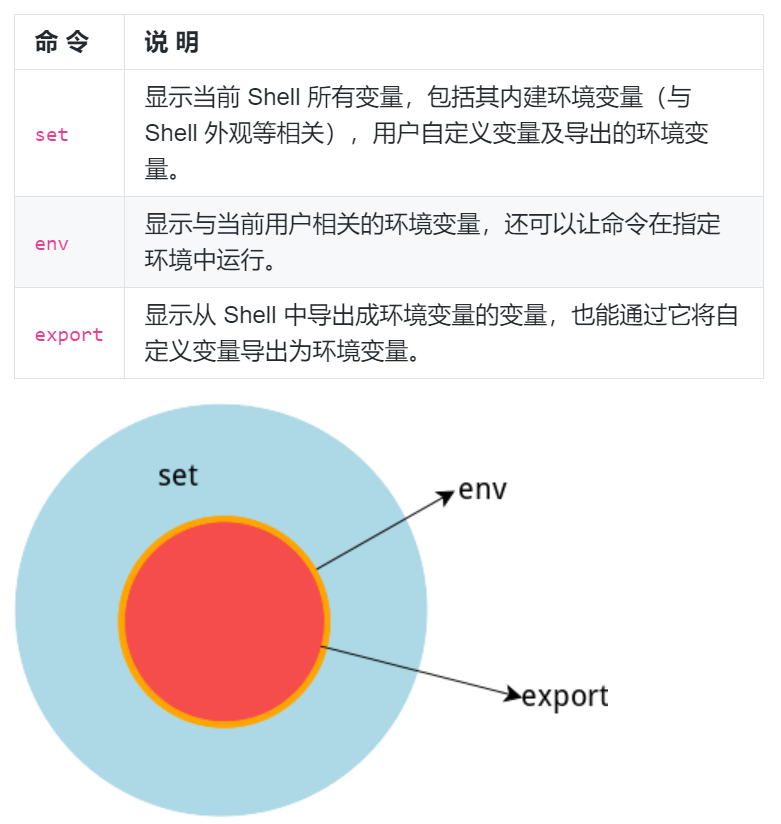 命 令 说 明
set
显示当前 Shell 所有变量，包括其内建环境变量（与
Shell 外观等相关），用户自定义变量及导出的环境变
量。
env
显示与当前用户相关的环境变量，还可以让命令在指定
环境中运行。
export
显示从 Shell 中导出成环境变量的变量，也能通过它将自
定义变量导出为环境变量。
set
env
export